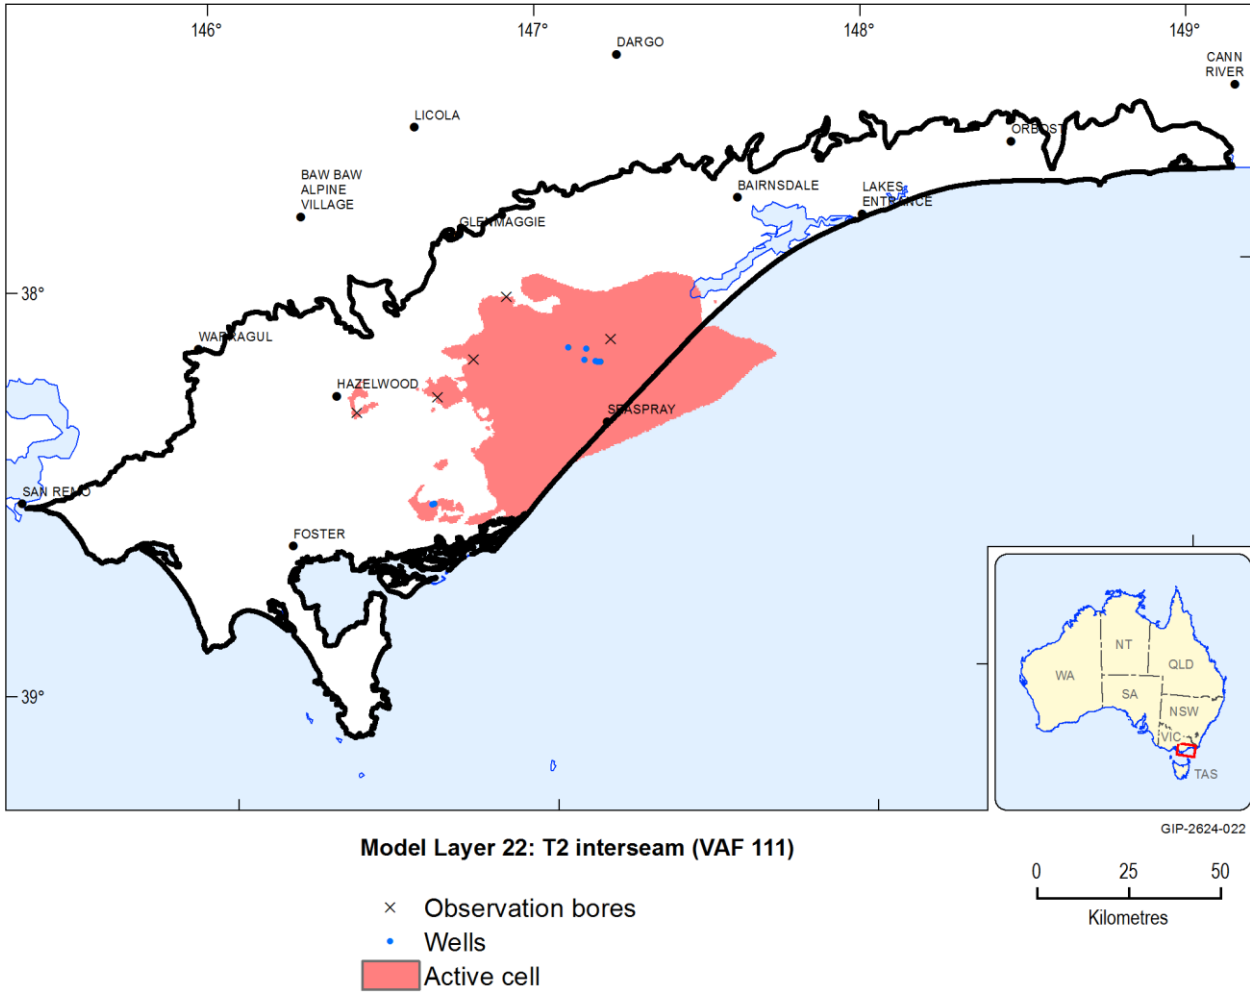 146°
147°
148°
149°
DARGO
CANN
RIVER
LICOLA
ORBOST
BAW BAW
ALPINE
VILLAGE
BAIRNSDALE
LAKES
ENTRANCE
GLENMAGGIE
38°
WARRAGUL
HAZELWOOD
SEASPRAY
SAN REMO
FOSTER
39°
NT
QLD
WA
SA
NSW
VIC
TAS
GIP-2624-022
Model Layer 22: T2 interseam (VAF 111)
Observation bores
Wells
Active cell
0 25 50
Kilometres